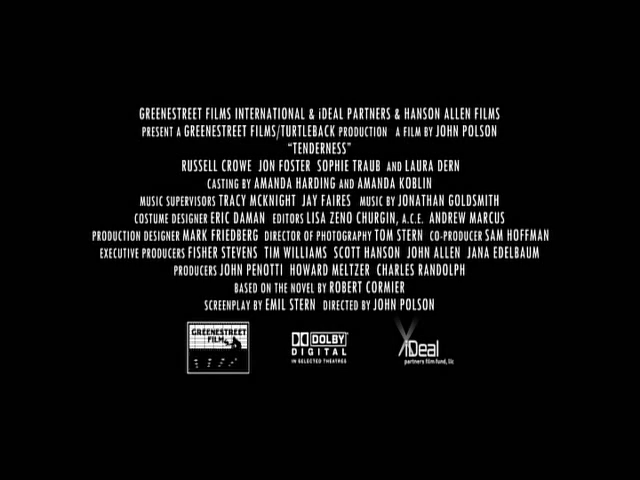 GREENESTREET FILMS INTERNATIONAL & iDEAL PARTNERS & HANSON ALLEN FILMS
PRESENT A GREENESTREET FILMS/TURTLEBACK PRODUCTION A FILM BY JOHN POLSON
"TENDERNESS"
RUSSELL CROWE JON FOSTER SOPHIE TRAUB AND LAURA DERN
CASTING BY AMANDA HARDING AND AMANDA KOBLIN
MUSIC SUPERVISORS TRACY MCKNIGHT JAY FAIRES MUSIC BY JONATHAN GOLDSMITH
COSTUME DESIGNER ERIC DAMAN EDITORS LISA ZENO CHURGIN, A.C.E. ANDREW MARCUS
PRODUCTION DESIGNER MARK FRIEDBERG DIRECTOR OF PHOTOGRAPHY TOM STERN CO-PRODUCER SAM HOFFMAN
EXECUTIVE PRODUCERS FISHER STEVENS TIM WILLIAMS SCOTT HANSON JOHN ALLEN JANA EDELBAUM
PRODUCERS JOHN PENOTTI HOWARD MELTZER CHARLES RANDOLPH
BASED ON THE NOVEL BY ROBERT CORMIER
SCREENPLAY BY EMIL STERN DIRECTED BY JOHN POLSON
GREENESTREET
FILMS
DOLBY
DIGITAL
IN SELECTED THEATRES
iDeal
partners film fund, llc